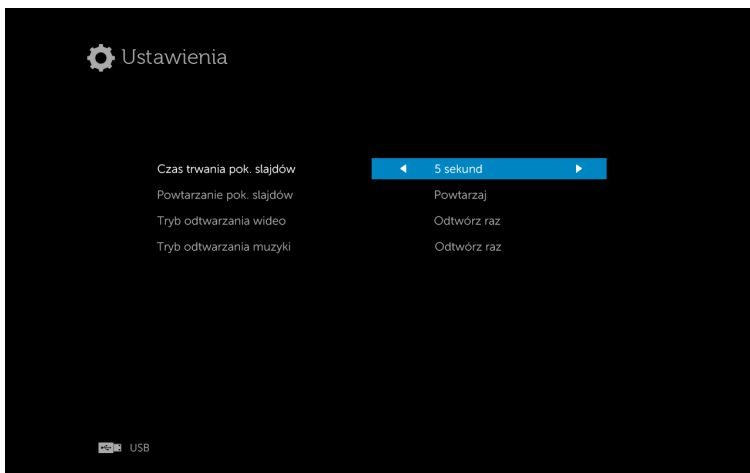 Ustawienia
Czas trwania pok. slajdów 5 sekund
Powtarzanie pok. slajdów Powtarzaj
Tryb odtwarzania wideo Odtwórz raz
Tryb odtwarzania muzyki Odtwórz raz
USB